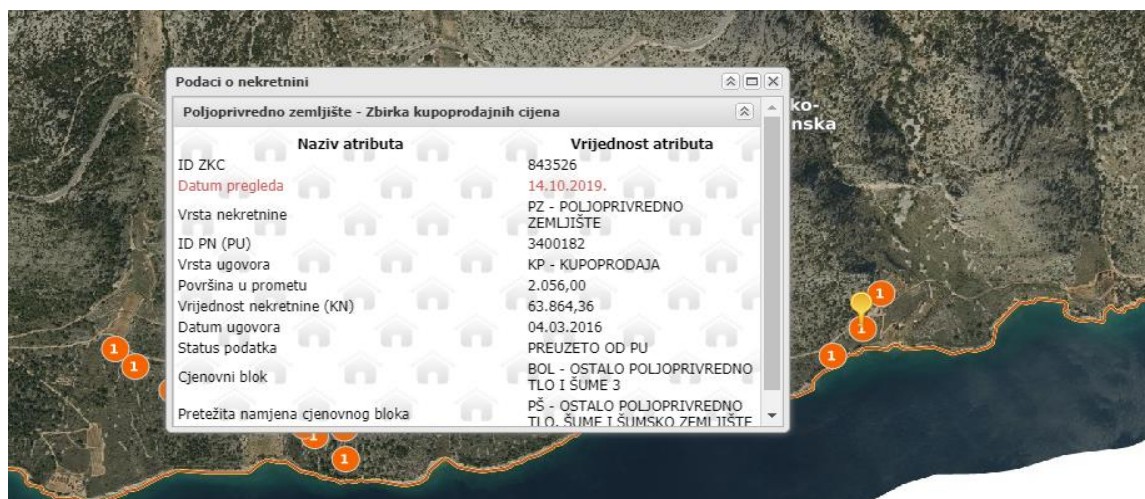 Podaci o nekretnini
Poljoprivredno zemljište - Zbirka kupoprodajnih cijena
Naziv atributa Vrijednost atributa
ID ZKC 843526
Datum pregleda 14.10.2019.
Vrsta nekretnine PZ - POLJOPRIVREDNO
ZEMLJIŠTE
ID PN (PU) 3400182
Vrsta ugovora KP - KUPOPRODAJA
Površina u prometu 2.056,00
Vrijednost nekretnine (KN) 63.864,36
Datum ugovora 04.03.2016
Status podatka PREUZETO OD PU
Cjenovni blok BOL - OSTALO POLJOPRIVREDNO
TLO I ŠUME 3
Pretežita namjena cjenovnog bloka PŠ - OSTALO POLJOPRIVREDNO
TLO, ŠUME I ŠUMSKO ZEMLJIŠTE
ko-
nska
1
1
1
1
1
1
1